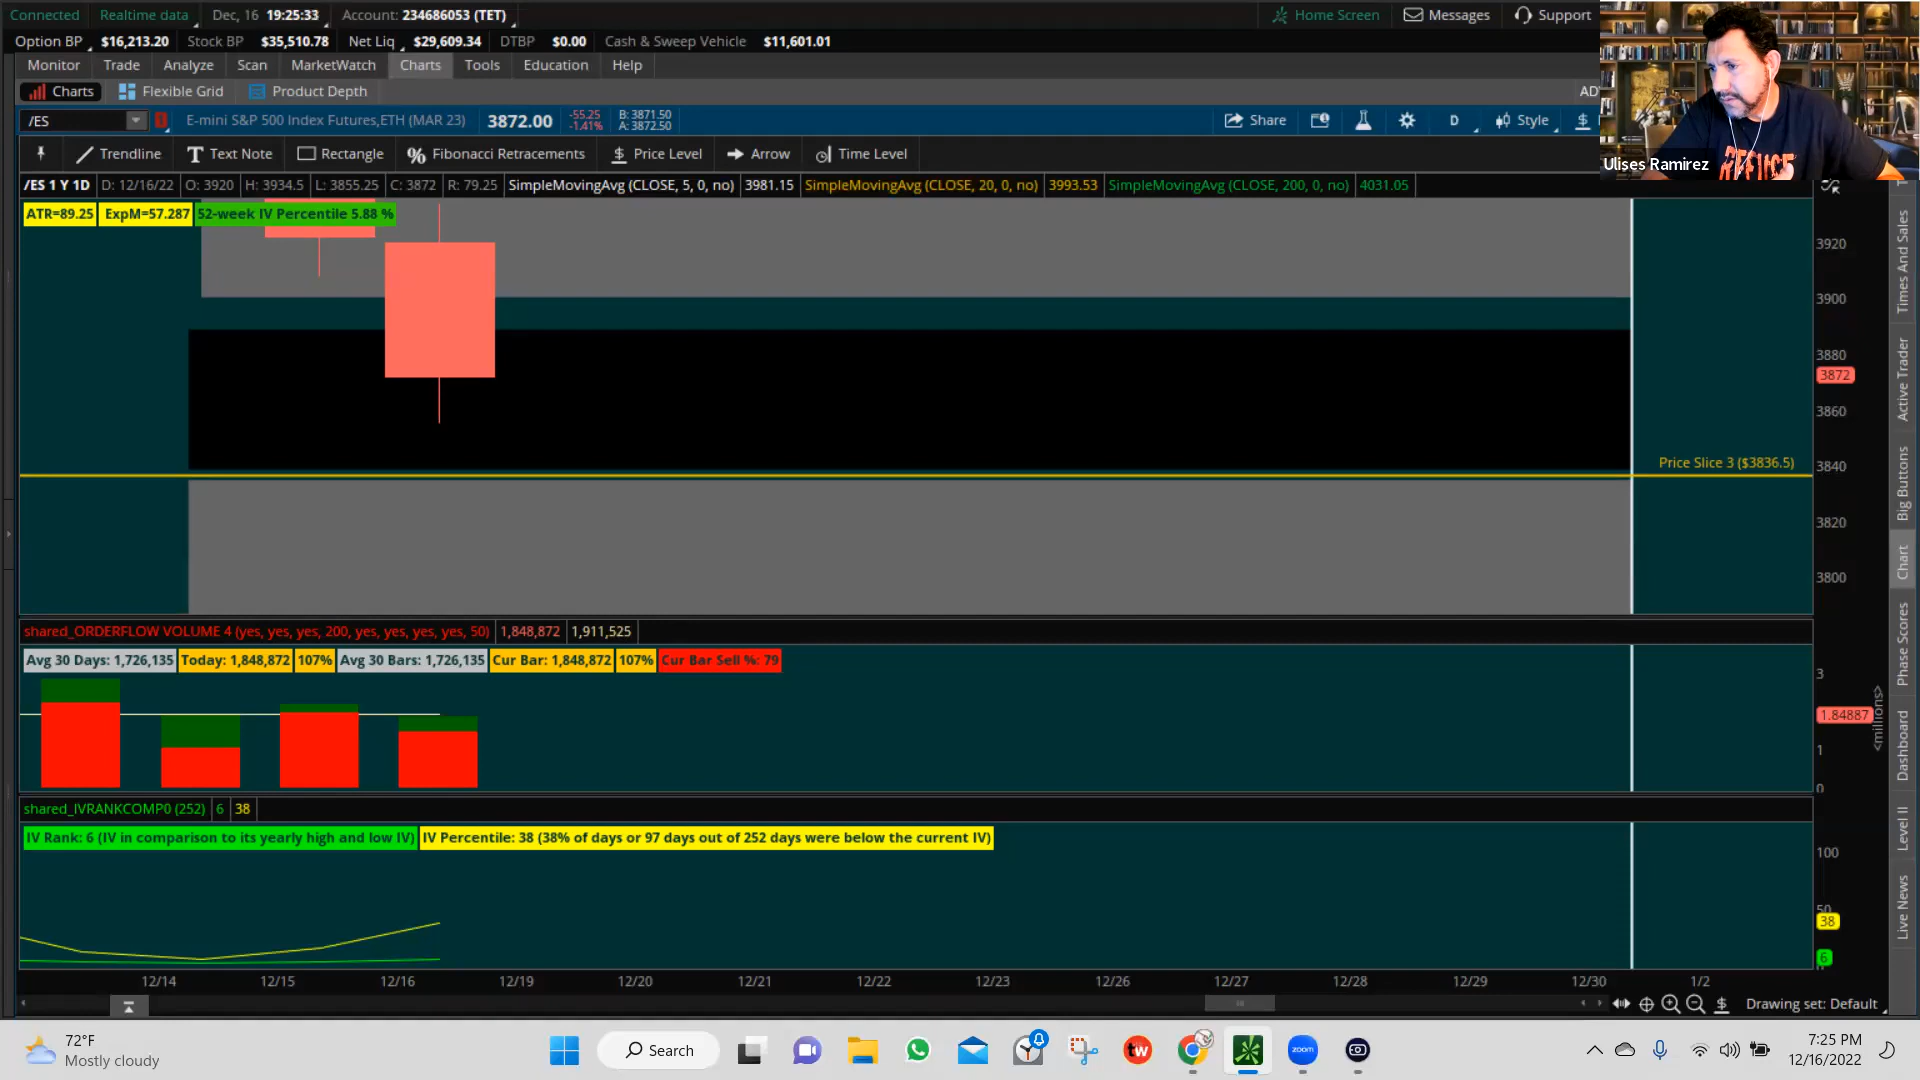 Connected Realtime data Dec, 16 19:25:33 Account: 234686053 (TET) Home Screen Messages Support
Option BP $16,213.20 Stock BP $35,510.78 Net Liq $29,609.34 DTBP $0.00 Cash & Sweep Vehicle $11,601.01
Monitor Trade Analyze Scan MarketWatch Charts Tools Education Help
Charts Flexible Grid Product Depth
/ES E-mini S&P 500 Index Futures,ETH (MAR 23) 3872.00 -55.25 -1.41% B: 3871.50 A: 3872.50 Share D Style
Trendline Text Note Rectangle Fibonacci Retracements Price Level Arrow Time Level
Ulises Ramirez
/ES 1 Y 1D D: 12/16/22 O: 3920 H: 3934.5 L: 3855.25 C: 3872 R: 79.25 SimpleMovingAvg (CLOSE, 5, 0, no) 3981.15 SimpleMovingAvg (CLOSE, 20, 0, no) 3993.53 SimpleMovingAvg (CLOSE, 200, 0, no) 4031.05
ATR=89.25 ExpM=57.287 52-week IV Percentile 5.88 %
3920
3900
3880
3872
3860
Price Slice 3 ($3836.5)
3840
3820
3800
shared_ORDERFLOW VOLUME 4 (yes, yes, yes, 200, yes, yes, yes, yes, 50) 1,848,872 1,911,525
Avg 30 Days: 1,726,135 Today: 1,848,872 107% Avg 30 Bars: 1,726,135 Cur Bar: 1,848,872 107% Cur Bar Sell %: 79
3
1.84887
1
0
<millions>
shared_IVRANKCOMP0 (252) 6 38
IV Rank: 6 (IV in comparison to its yearly high and low IV) IV Percentile: 38 (38% of days or 97 days out of 252 days were below the current IV)
100
50
38
6
12/14 12/15 12/16 12/19 12/20 12/21 12/22 12/23 12/26 12/27 12/28 12/29 12/30 1/2
Drawing set: Default
Times And Sales
Active Trader
Big Buttons
Chart
Phase Scores
Dashboard
Level II
Live News
72°F
Mostly cloudy
Search
tw
zoom
7:25 PM
12/16/2022